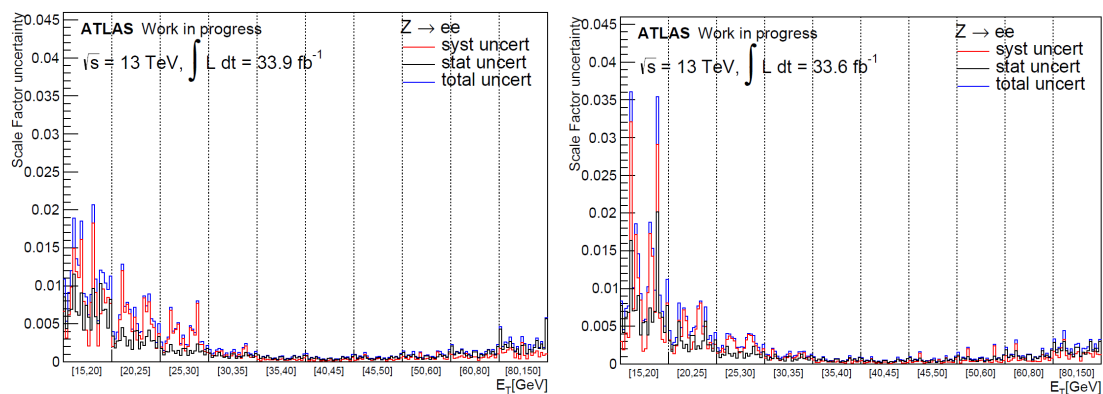 ATLAS Work in progress
√s = 13 TeV, ∫ L dt = 33.9 fb⁻¹
Z → ee
syst uncert
stat uncert
total uncert
Scale Factor uncertainty
0.045
0.04
0.035
0.03
0.025
0.02
0.015
0.01
0.005
0
[15,20] [20,25] [25,30] [30,35] [35,40] [40,45] [45,50] [50,60] [60,80] [80,150]
E_T[GeV]
ATLAS Work in progress
√s = 13 TeV, ∫ L dt = 33.6 fb⁻¹
Z → ee
syst uncert
stat uncert
total uncert
Scale Factor uncertainty
0.045
0.04
0.035
0.03
0.025
0.02
0.015
0.01
0.005
0
[15,20] [20,25] [25,30] [30,35] [35,40] [40,45] [45,50] [50,60] [60,80] [80,150]
E_T[GeV]